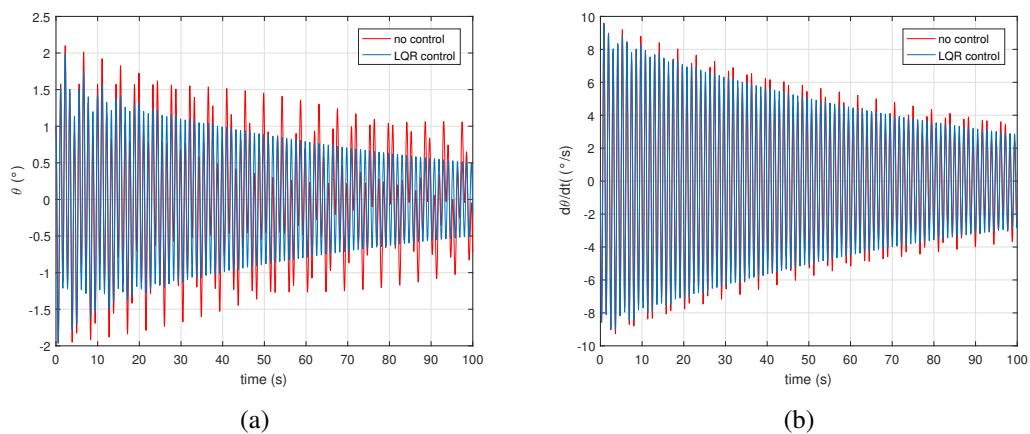 2.5
2
1.5
1
0.5
0
-0.5
-1
-1.5
-2
θ (°)
0 10 20 30 40 50 60 70 80 90 100
time (s)
no control
LQR control
(a)
10
8
6
4
2
0
-2
-4
-6
-8
-10
dθ/dt( (°/s)
0 10 20 30 40 50 60 70 80 90 100
time (s)
no control
LQR control
(b)